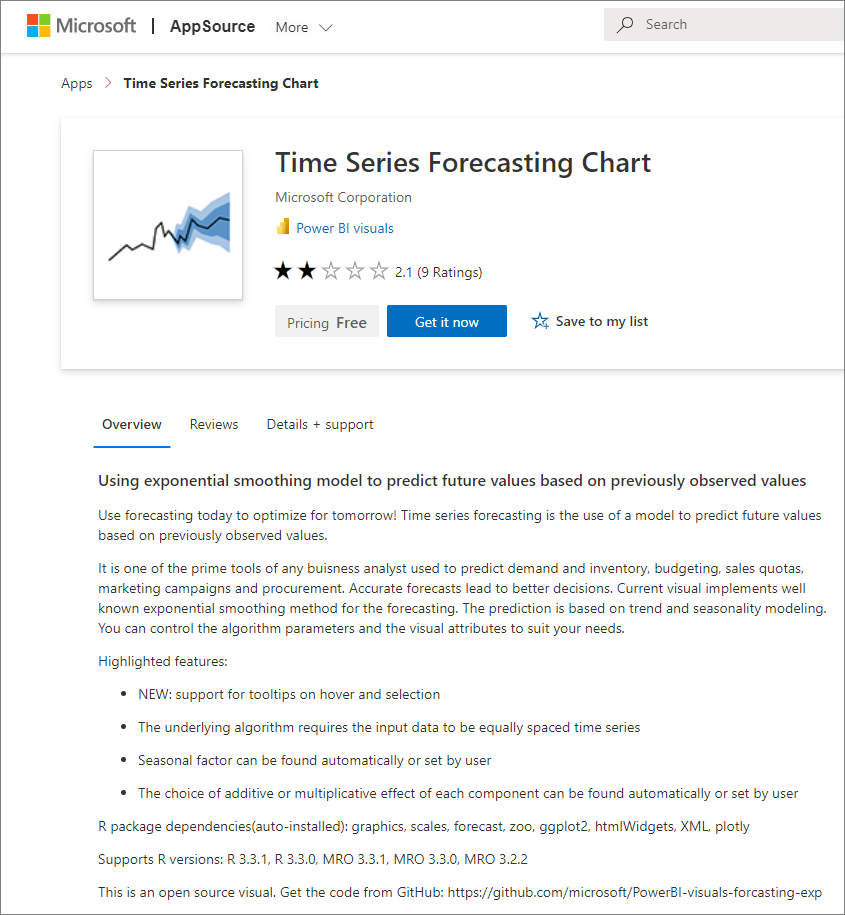 Microsoft | AppSource More
Search
Apps > Time Series Forecasting Chart
Time Series Forecasting Chart
Microsoft Corporation
Power BI visuals
2.1 (9 Ratings)
Pricing Free
Get it now
Save to my list
Overview Reviews Details + support
Using exponential smoothing model to predict future values based on previously observed values
Use forecasting today to optimize for tomorrow! Time series forecasting is the use of a model to predict future values
based on previously observed values.
It is one of the prime tools of any buisness analyst used to predict demand and inventory, budgeting, sales quotas,
marketing campaigns and procurement. Accurate forecasts lead to better decisions. Current visual implements well
known exponential smoothing method for the forecasting. The prediction is based on trend and seasonality modeling.
You can control the algorithm parameters and the visual attributes to suit your needs.
Highlighted features:
• NEW: support for tooltips on hover and selection
• The underlying algorithm requires the input data to be equally spaced time series
• Seasonal factor can be found automatically or set by user
• The choice of additive or multiplicative effect of each component can be found automatically or set by user
R package dependencies(auto-installed): graphics, scales, forecast, zoo, ggplot2, htmlWidgets, XML, plotly
Supports R versions: R 3.3.1, R 3.3.0, MRO 3.3.1, MRO 3.3.0, MRO 3.2.2
This is an open source visual. Get the code from GitHub: https://github.com/microsoft/PowerBI-visuals-forcasting-exp